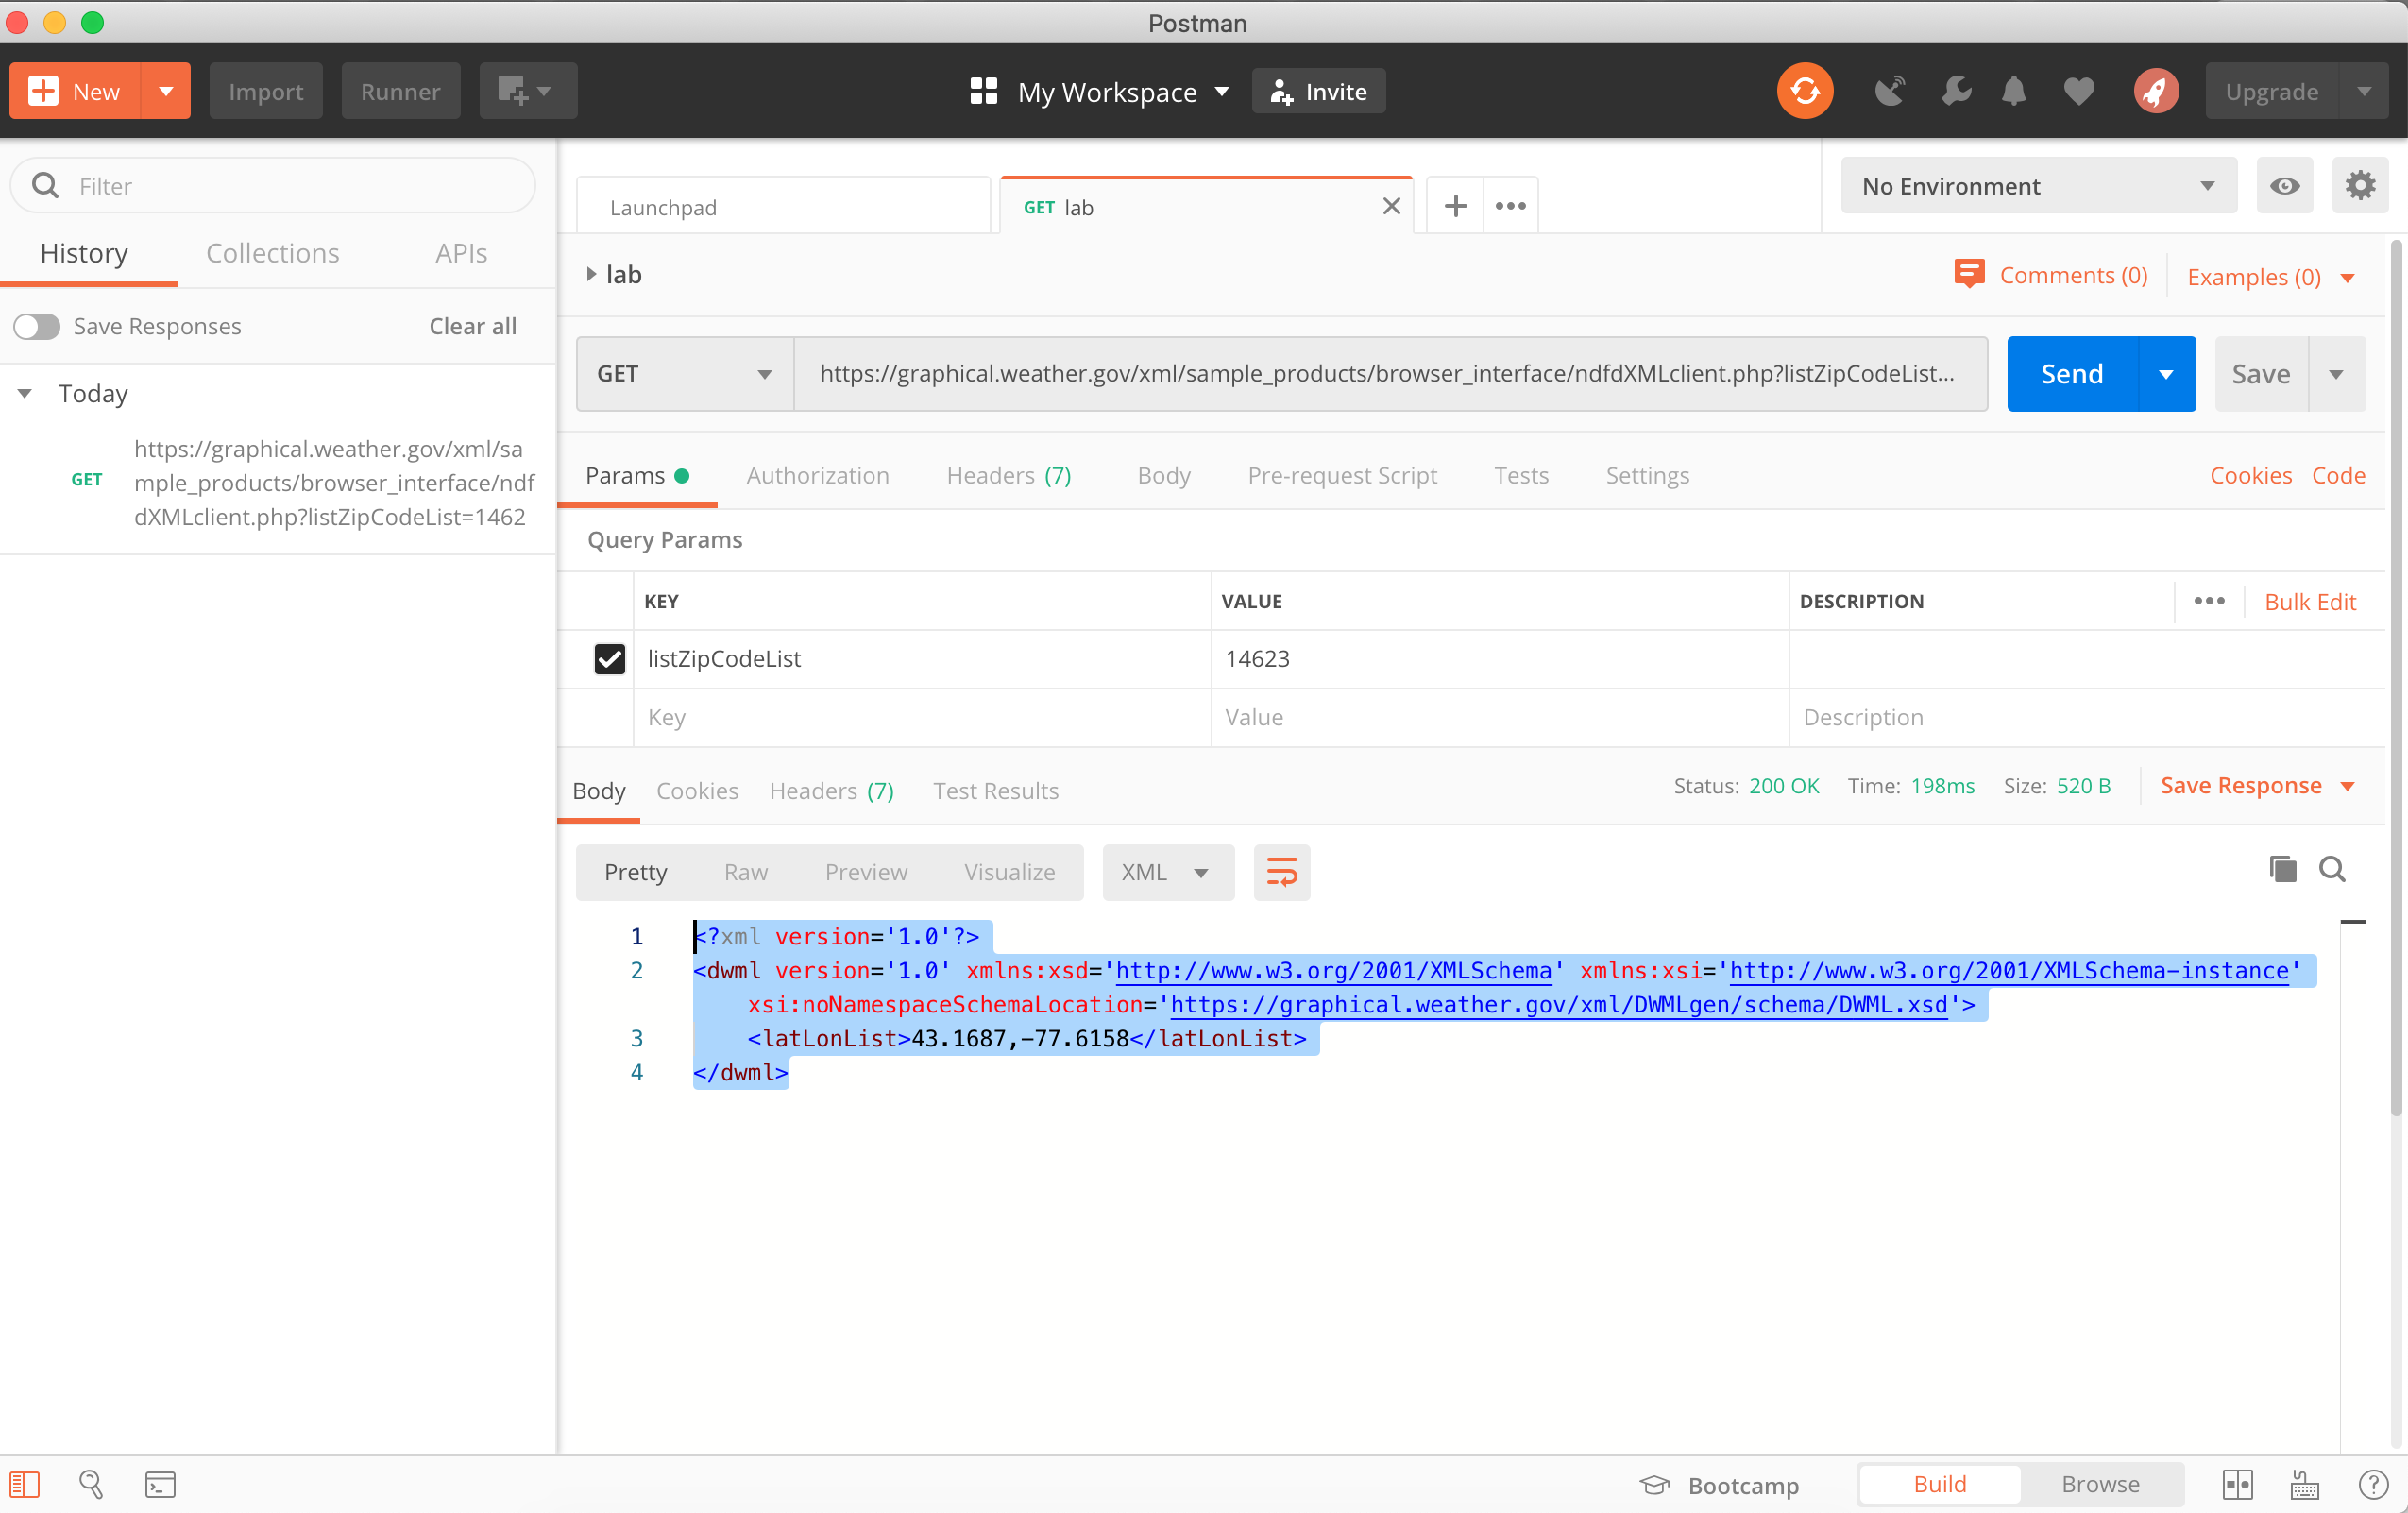 Postman
New
Import
Runner
My Workspace
Invite
Upgrade
Filter
History
Collections
APIs
Save Responses
Clear all
Today
GET
https://graphical.weather.gov/xml/sa
mple_products/browser_interface/ndf
dXMLclient.php?listZipCodeList=1462
Launchpad
GET lab
No Environment
lab
Comments (0)
Examples (0)
GET
https://graphical.weather.gov/xml/sample_products/browser_interface/ndfdXMLclient.php?listZipCodeList...
Send
Save
Params
Authorization
Headers (7)
Body
Pre-request Script
Tests
Settings
Cookies
Code
Query Params
KEY
VALUE
DESCRIPTION
Bulk Edit
listZipCodeList
14623
Key
Value
Description
Body
Cookies
Headers (7)
Test Results
Status: 200 OK
Time: 198ms
Size: 520 B
Save Response
Pretty
Raw
Preview
Visualize
XML
1 <?xml version='1.0'?>
2 <dwml version='1.0' xmlns:xsd='http://www.w3.org/2001/XMLSchema' xmlns:xsi='http://www.w3.org/2001/XMLSchema-instance'
xsi:noNamespaceSchemaLocation='https://graphical.weather.gov/xml/DWMLgen/schema/DWML.xsd'>
3 <latLonList>43.1687,-77.6158</latLonList>
4 </dwml>
Bootcamp
Build
Browse